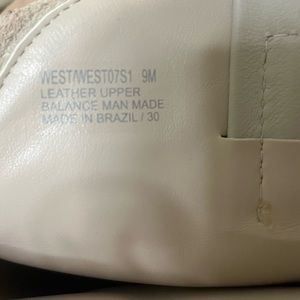 WEST/WEST07S1 9M
LEATHER UPPER
BALANCE MAN MADE
MADE IN BRAZIL / 30